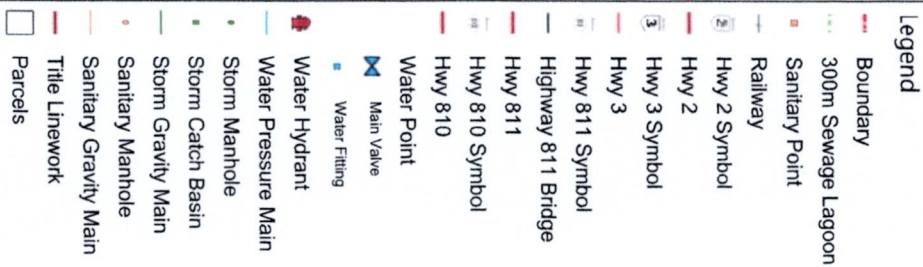 Legend
Boundary
300m Sewage Lagoon
Sanitary Point
Railway
2
Hwy 2 Symbol
Hwy 2
3
Hwy 3 Symbol
Hwy 3
Hwy 811 Symbol
Highway 811 Bridge
Hwy 811
Hwy 810 Symbol
Hwy 810
Water Point
Main Valve
Water Fitting
Water Hydrant
Water Pressure Main
Storm Manhole
Storm Catch Basin
Storm Gravity Main
Sanitary Manhole
Sanitary Gravity Main
Title Linework
Parcels